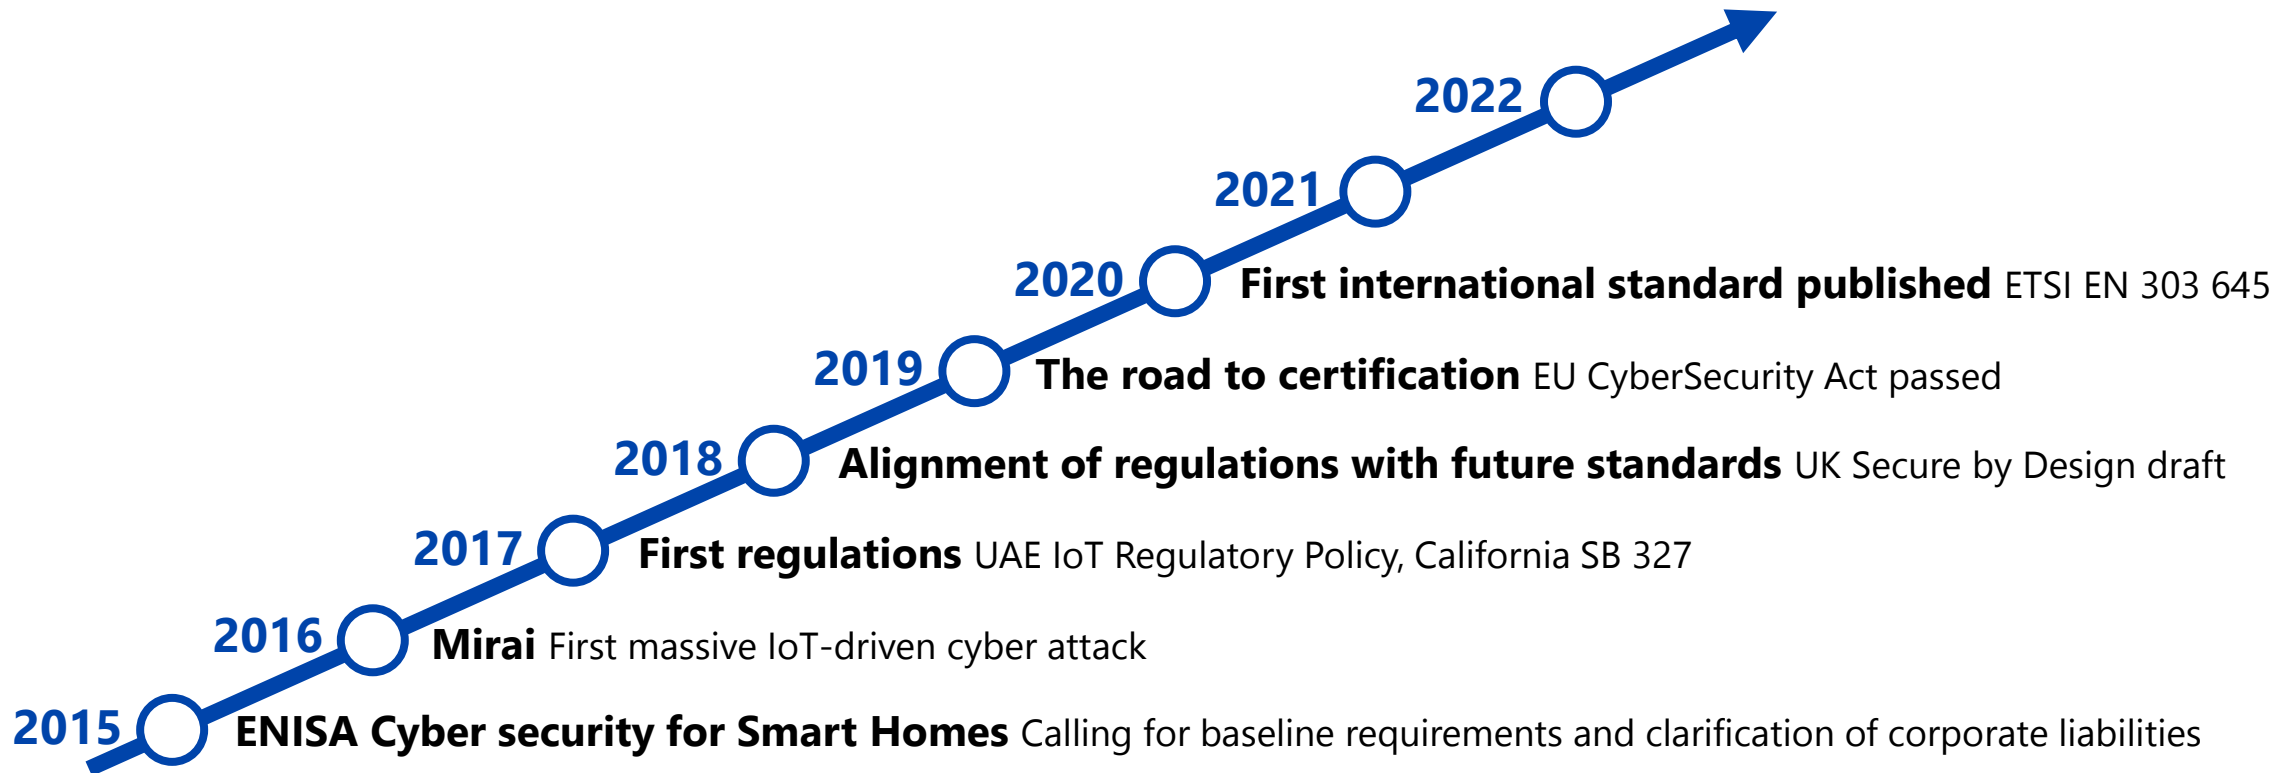 2022
2021
2020 First international standard published ETSI EN 303 645
2019 The road to certification EU CyberSecurity Act passed
2018 Alignment of regulations with future standards UK Secure by Design draft
2017 First regulations UAE IoT Regulatory Policy, California SB 327
2016 Mirai First massive IoT-driven cyber attack
2015 ENISA Cyber security for Smart Homes Calling for baseline requirements and clarification of corporate liabilities